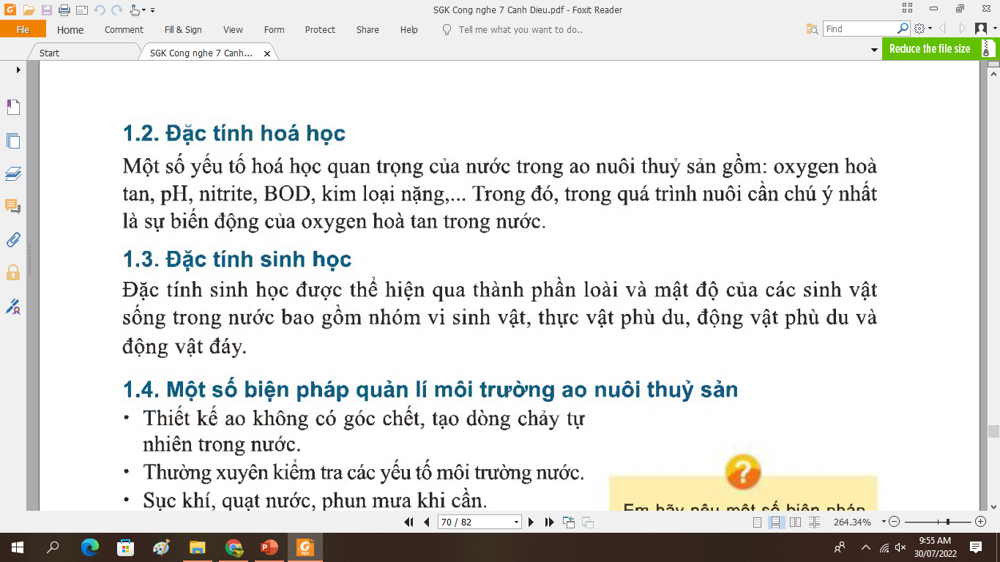 SGK Cong nghe 7 Canh Dieu.pdf - Foxit Reader
File Home Comment Fill & Sign View Form Protect Share Help Tell me what you want to do.. Find
Start SGK Cong nghe 7 Canh... Reduce the file size
1.2. Đặc tính hoá học
Một số yếu tố hoá học quan trọng của nước trong ao nuôi thuỷ sản gồm: oxygen hoà
tan, pH, nitrite, BOD, kim loại nặng,... Trong đó, trong quá trình nuôi cần chú ý nhất
là sự biến động của oxygen hoà tan trong nước.
1.3. Đặc tính sinh học
Đặc tính sinh học được thể hiện qua thành phần loài và mật độ của các sinh vật
sống trong nước bao gồm nhóm vi sinh vật, thực vật phù du, động vật phù du và
động vật đáy.
1.4. Một số biện pháp quản lí môi trường ao nuôi thuỷ sản
• Thiết kế ao không có góc chết, tạo dòng chảy tự
nhiên trong nước.
• Thường xuyên kiểm tra các yếu tố môi trường nước.
• Sục khí, quạt nước, phun mưa khi cần.
?
Em hãy nêu một số biện pháp
70 / 82 264.34%
9:55 AM
30/07/2022